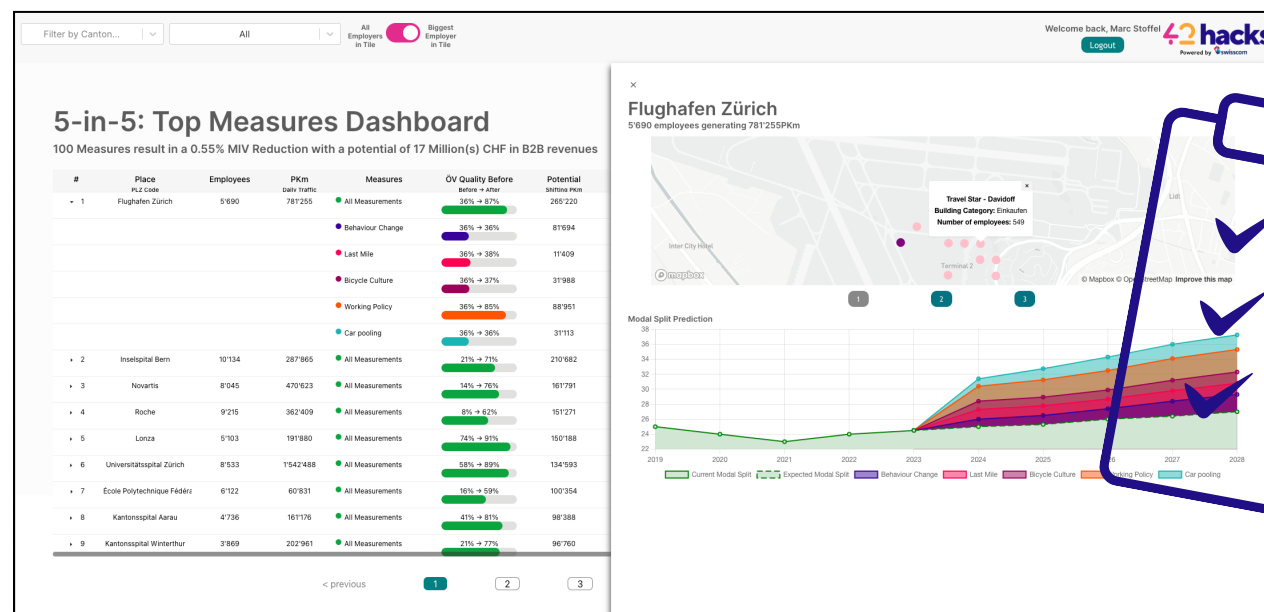 Filter by Canton...
All
All Employers in Tile
Biggest Employer in Tile
Welcome back, Marc Stoffel
Logout
42hacks
Powered by swisscom
5-in-5: Top Measures Dashboard
100 Measures result in a 0.55% MIV Reduction with a potential of 17 Million(s) CHF in B2B revenues
# Place Employees PKm Measures ÖV Quality Before Potential
PLZ Code Daily Traffic Before → After Shifting PKm
1 Flughafen Zürich 5'690 781'255 All Measurements 36% → 87% 265'220
Behaviour Change 36% → 36% 81'694
Last Mile 36% → 38% 11'409
Bicycle Culture 36% → 37% 31'988
Working Policy 36% → 85% 88'951
Car pooling 36% → 36% 31'113
2 Inselspital Bern 10'134 287'865 All Measurements 21% → 71% 210'682
3 Novartis 8'045 470'623 All Measurements 14% → 76% 161'791
4 Roche 9'215 362'409 All Measurements 8% → 62% 151'271
5 Lonza 5'103 191'880 All Measurements 74% → 91% 150'188
6 Universitätsspital Zürich 8'533 1'542'488 All Measurements 58% → 89% 134'593
7 École Polytechnique Fédéra 6'122 60'831 All Measurements 16% → 59% 100'354
8 Kantonsspital Aarau 4'736 161'176 All Measurements 41% → 81% 98'388
9 Kantonsspital Winterthur 3'869 202'961 All Measurements 21% → 77% 96'760
< previous 1 2 3
×
Flughafen Zürich
5'690 employees generating 781'255PKm
×
Travel Star - Davidoff
Building Category: Einkaufen
Number of employees: 549
Lidl
Inter City Hotel
Terminal 2
mapbox
© Mapbox © OpenStreetMap Improve this map
1 2 3
Modal Split Prediction
38
36
34
32
30
28
26
24
22
2019 2020 2021 2022 2023 2024 2025 2026 2027 2028
Current Modal Split Expected Modal Split Behaviour Change Last Mile Bicycle Culture Working Policy Car pooling